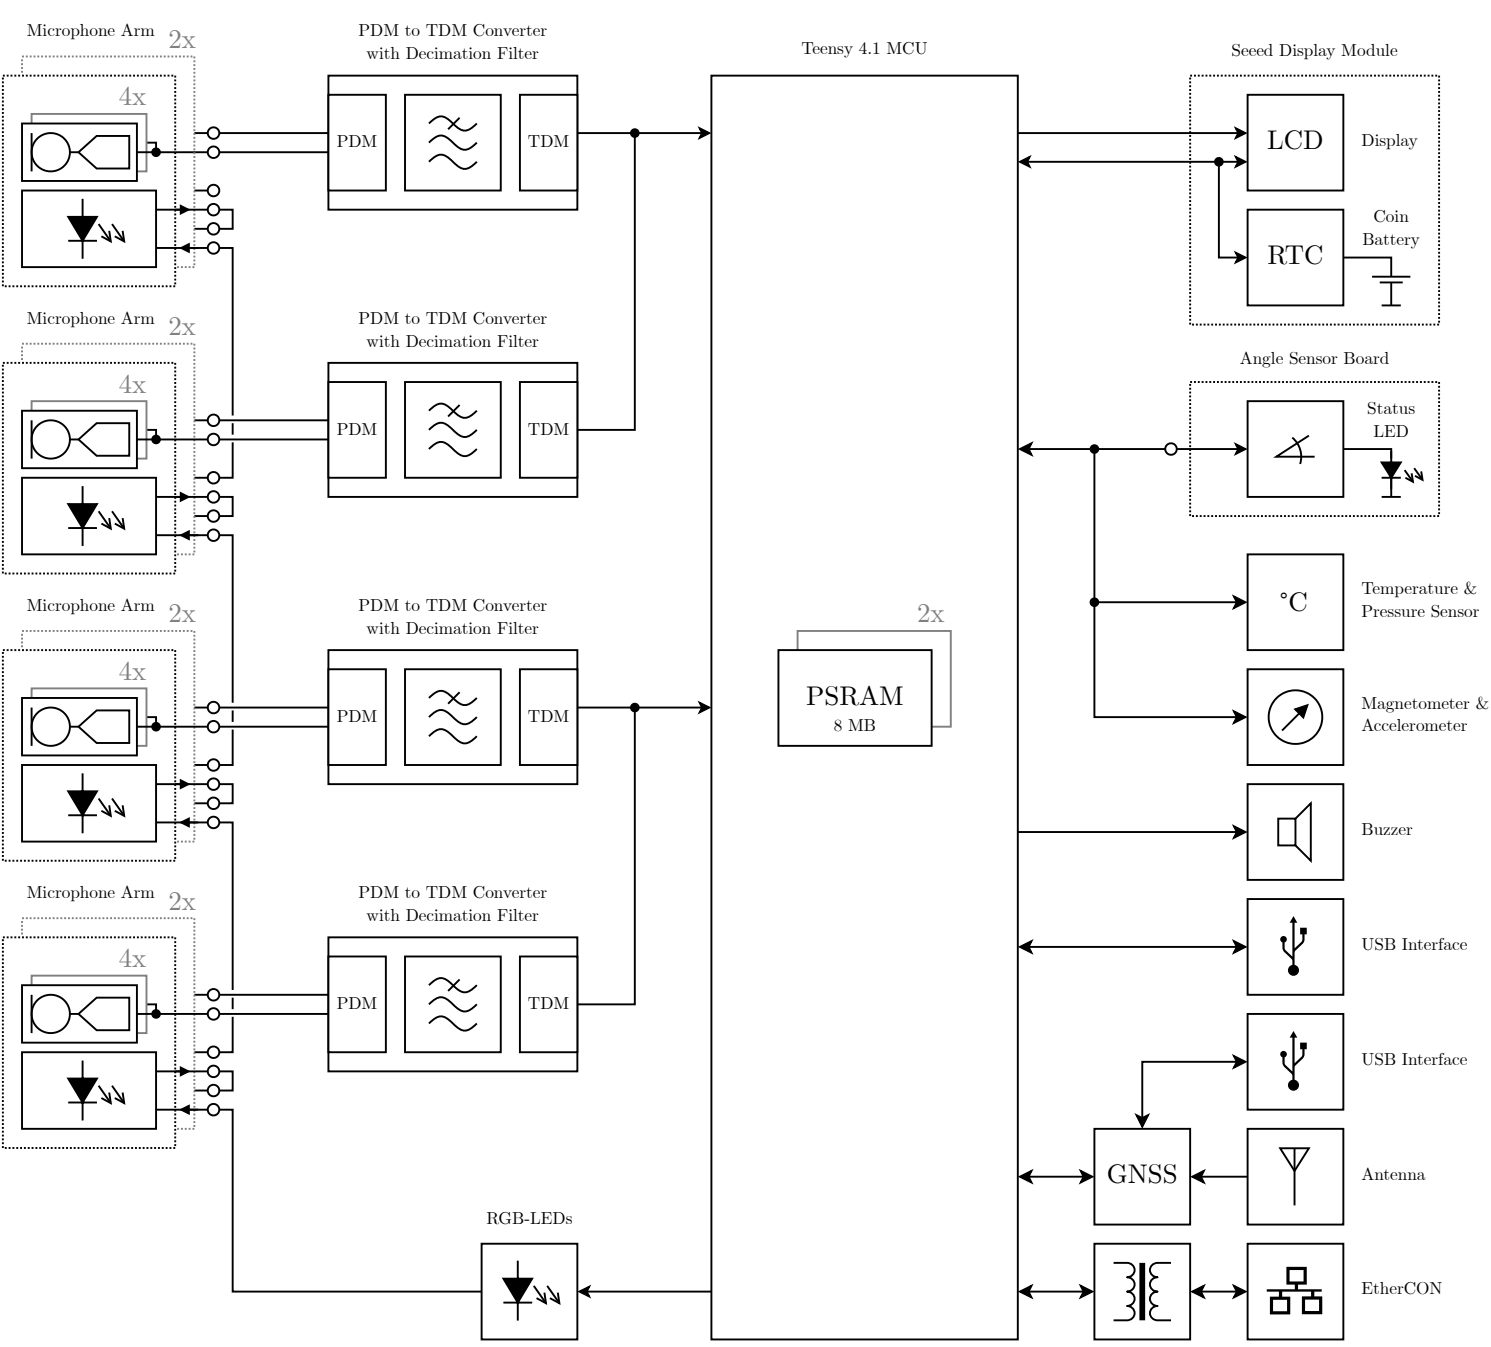 Microphone Arm
2x
4x
PDM to TDM Converter
with Decimation Filter
PDM
TDM
Microphone Arm
2x
4x
PDM to TDM Converter
with Decimation Filter
PDM
TDM
Microphone Arm
2x
4x
PDM to TDM Converter
with Decimation Filter
PDM
TDM
Microphone Arm
2x
4x
PDM to TDM Converter
with Decimation Filter
PDM
TDM
RGB-LEDs
Teensy 4.1 MCU
2x
PSRAM
8 MB
Seeed Display Module
LCD
Display
RTC
Coin
Battery
Angle Sensor Board
Status
LED
°C
Temperature &
Pressure Sensor
Magnetometer &
Accelerometer
Buzzer
USB Interface
USB Interface
GNSS
Antenna
EtherCON